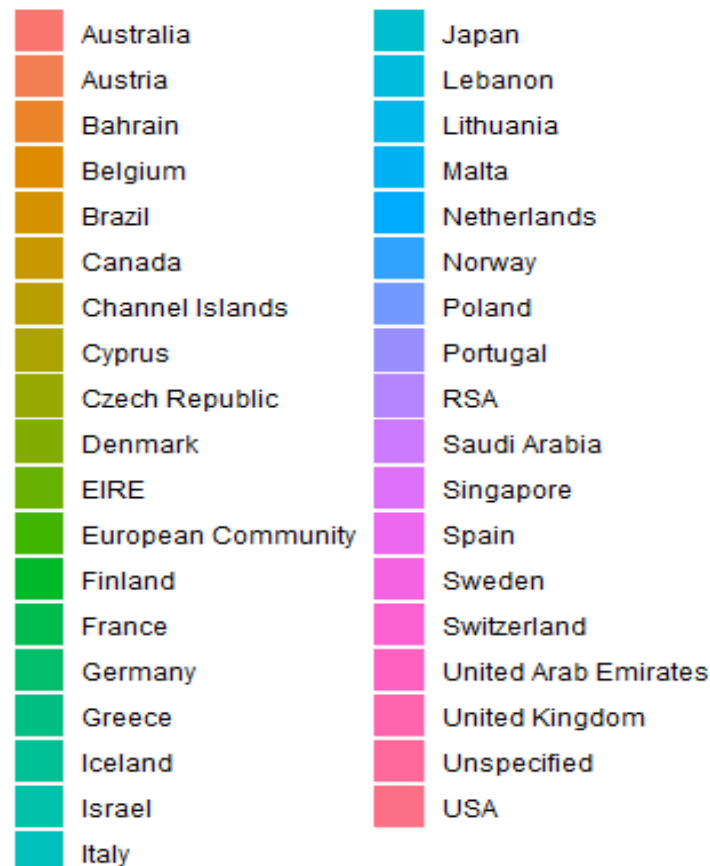 Australia
Austria
Bahrain
Belgium
Brazil
Canada
Channel Islands
Cyprus
Czech Republic
Denmark
EIRE
European Community
Finland
France
Germany
Greece
Iceland
Israel
Italy
Japan
Lebanon
Lithuania
Malta
Netherlands
Norway
Poland
Portugal
RSA
Saudi Arabia
Singapore
Spain
Sweden
Switzerland
United Arab Emirates
United Kingdom
Unspecified
USA